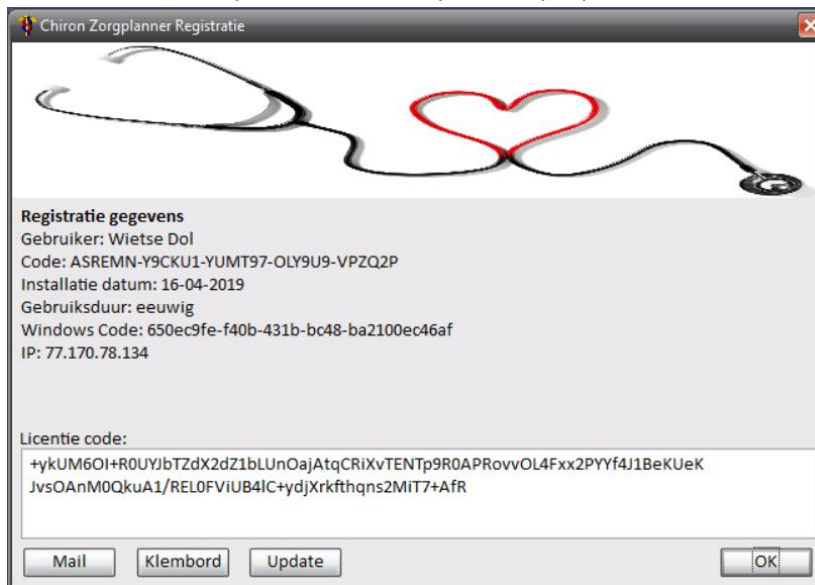 Chiron Zorgplanner Registratie
Registratie gegevens
Gebruiker: Wietse Dol
Code: ASREMN-Y9CKU1-YUMT97-OLY9U9-VPZQ2P
Installatie datum: 16-04-2019
Gebruiksduur: eeuwig
Windows Code: 650ec9fe-f40b-431b-bc48-ba2100ec46af
IP: 77.170.78.134
Licentie code:
+ykUM6OI+R0UYJbTZdX2dZ1bLUnOajAtqCRiXvTENTp9R0APRovvOL4Fxx2PYYf4J1BeKUeK
JvsOAnM0QkuA1/REL0FViUB4lC+ydjXrkfthqns2MiT7+AfR
Mail Klembord Update OK